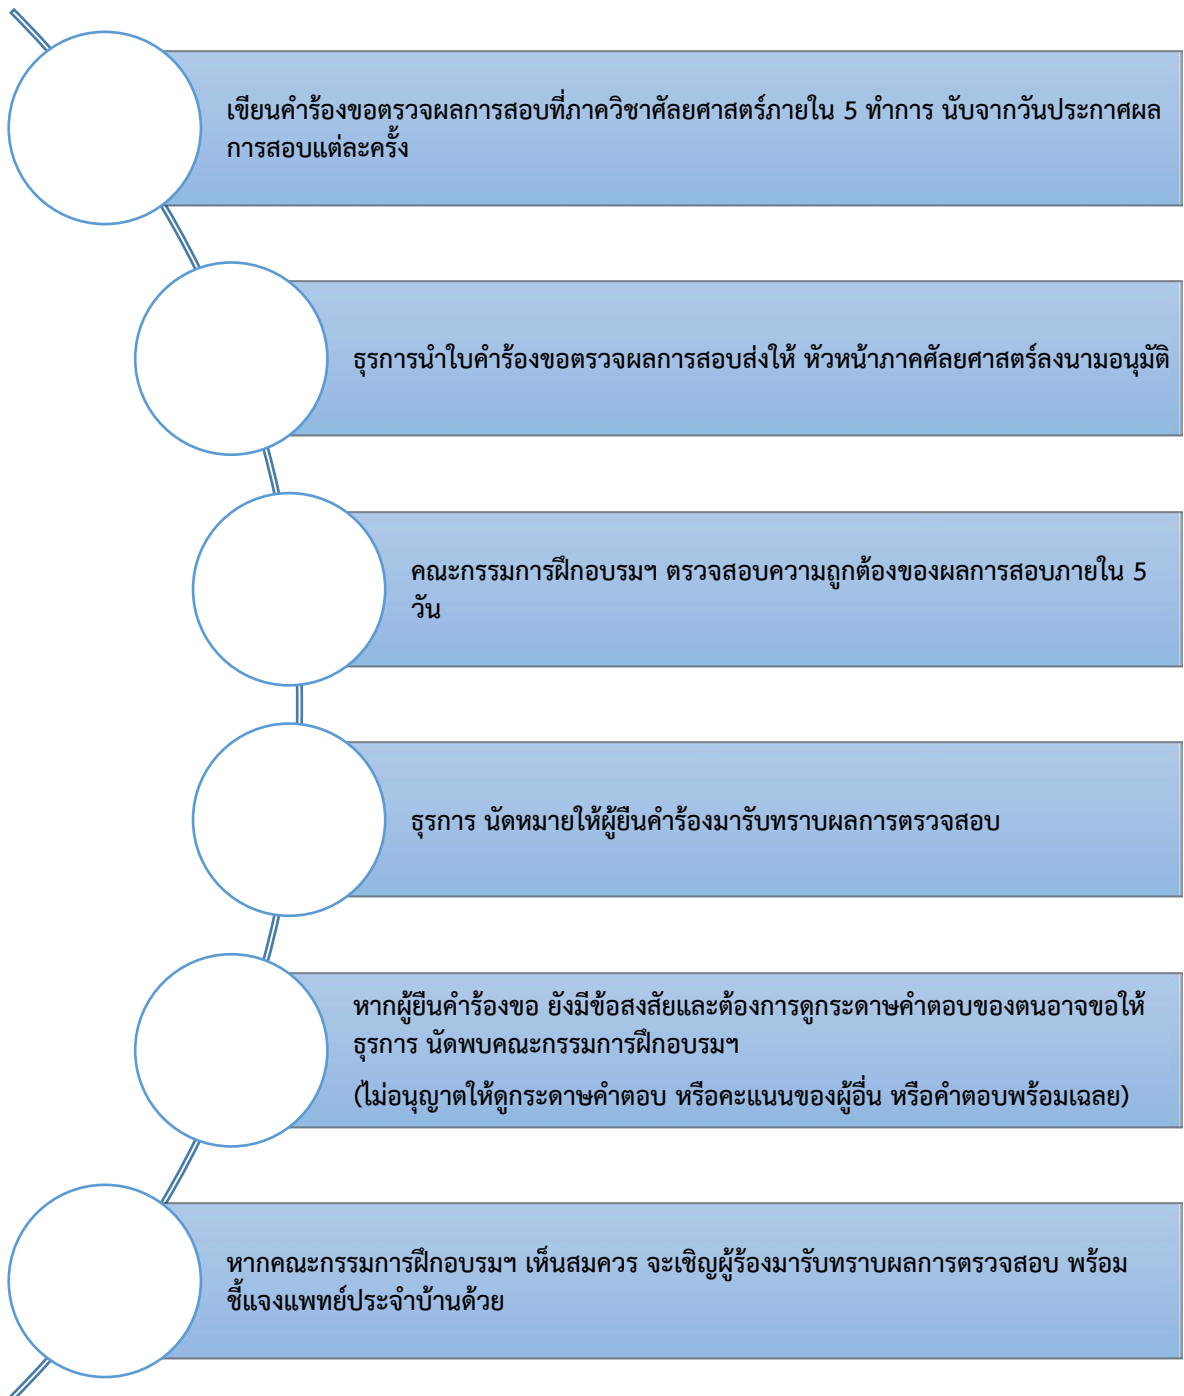 เขียนคำร้องขอตรวจผลการสอบที่ภาควิชาศัลยศาสตร์ภายใน 5 ทำการ นับจากวันประกาศผล
การสอบแต่ละครั้ง
ธุรการนำใบคำร้องขอตรวจผลการสอบส่งให้ หัวหน้าภาคศัลยศาสตร์ลงนามอนุมัติ
คณะกรรมการฝึกอบรมฯ ตรวจสอบความถูกต้องของผลการสอบภายใน 5
วัน
ธุรการ นัดหมายให้ผู้ยืนคำร้องมารับทราบผลการตรวจสอบ
หากผู้ยืนคำร้องขอ ยังมีข้อสงสัยและต้องการดูกระดาษคำตอบของตนอาจขอให้
ธุรการ นัดพบคณะกรรมการฝึกอบรมฯ
(ไม่อนุญาตให้ดูกระดาษคำตอบ หรือคะแนนของผู้อื่น หรือคำตอบพร้อมเฉลย)
หากคณะกรรมการฝึกอบรมฯ เห็นสมควร จะเชิญผู้ร้องมารับทราบผลการตรวจสอบ พร้อม
ชี้แจงแพทย์ประจำบ้านด้วย